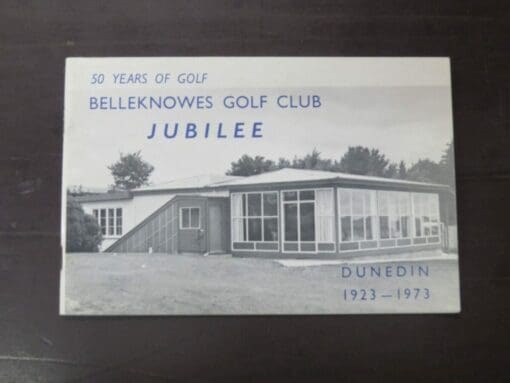 50 YEARS OF GOLF
BELLEKNOWES GOLF CLUB
JUBILEE
DUNEDIN
1923 — 1973